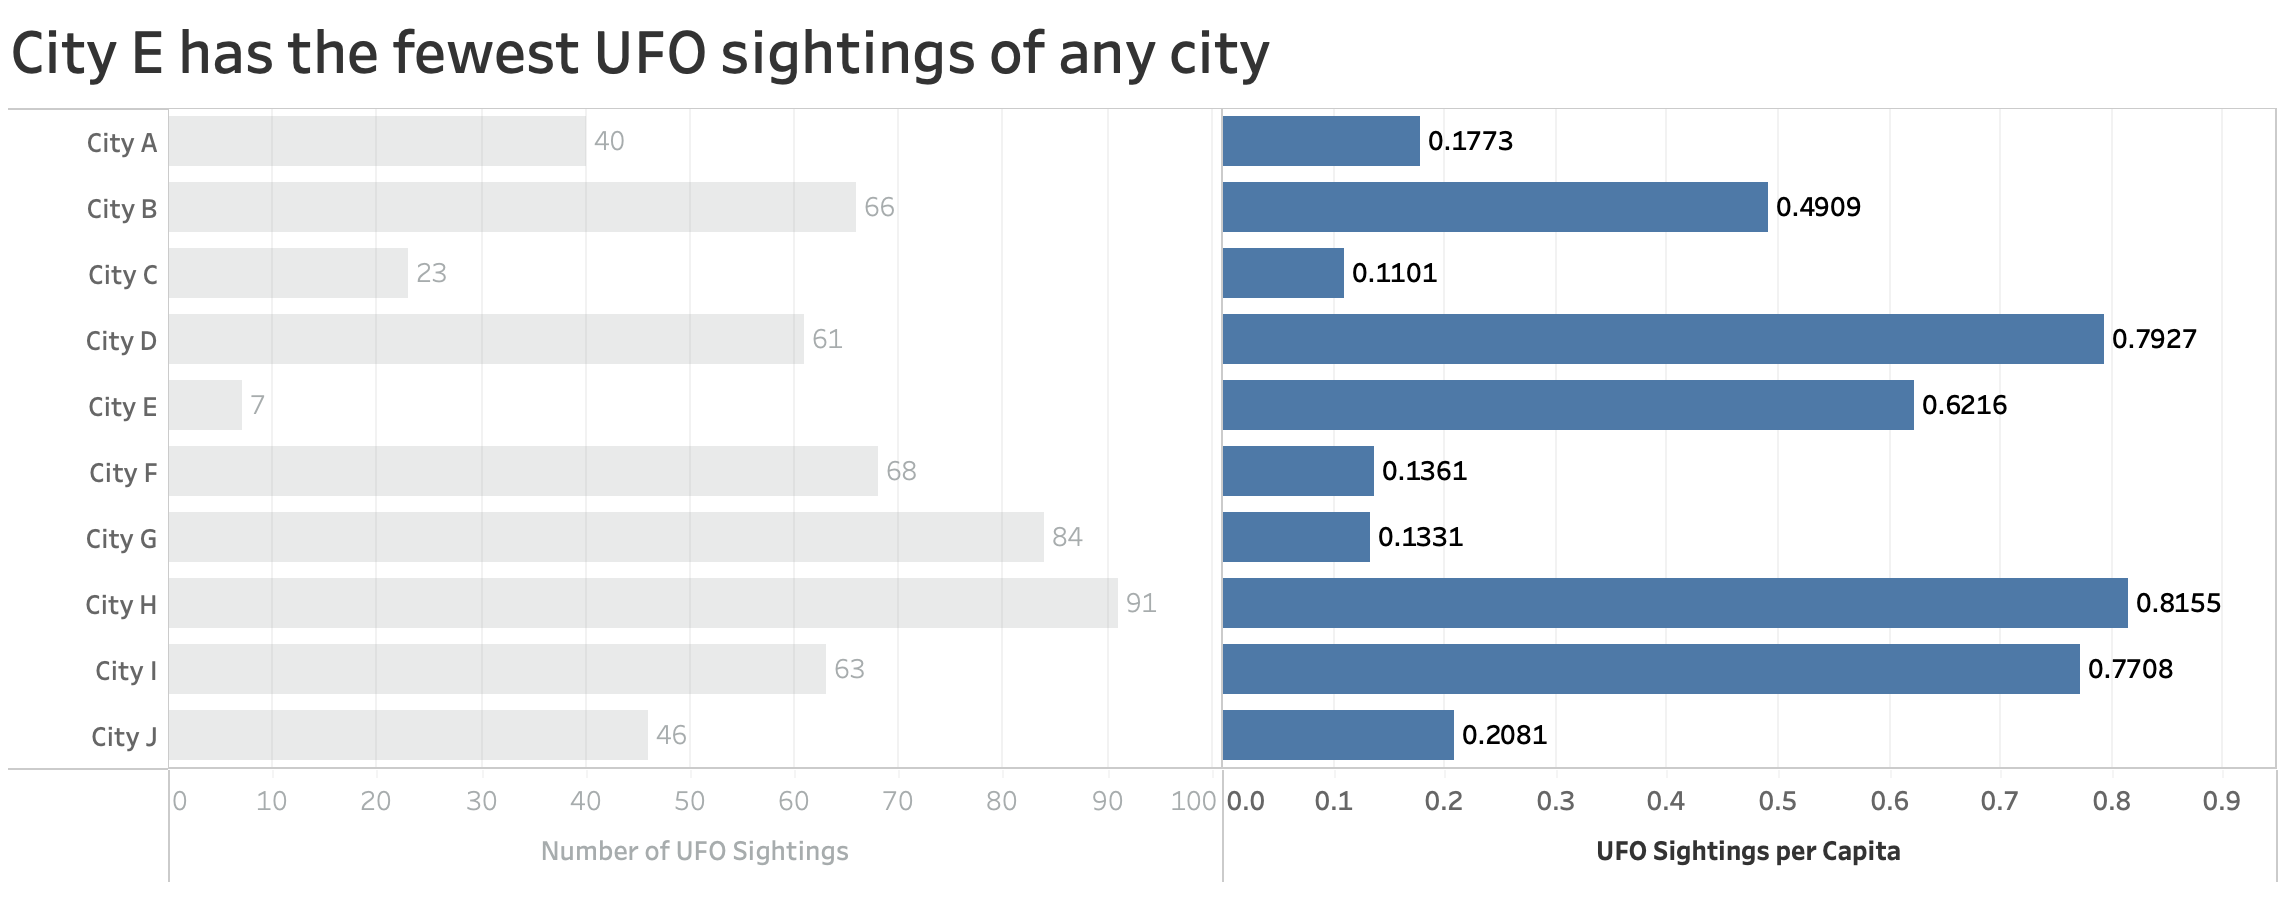 City E has the fewest UFO sightings of any city
City A 40 0.1773
City B 66 0.4909
City C 23 0.1101
City D 61 0.7927
City E 7 0.6216
City F 68 0.1361
City G 84 0.1331
City H 91 0.8155
City I 63 0.7708
City J 46 0.2081
0 10 20 30 40 50 60 70 80 90 100 0.0 0.1 0.2 0.3 0.4 0.5 0.6 0.7 0.8 0.9
Number of UFO Sightings UFO Sightings per Capita